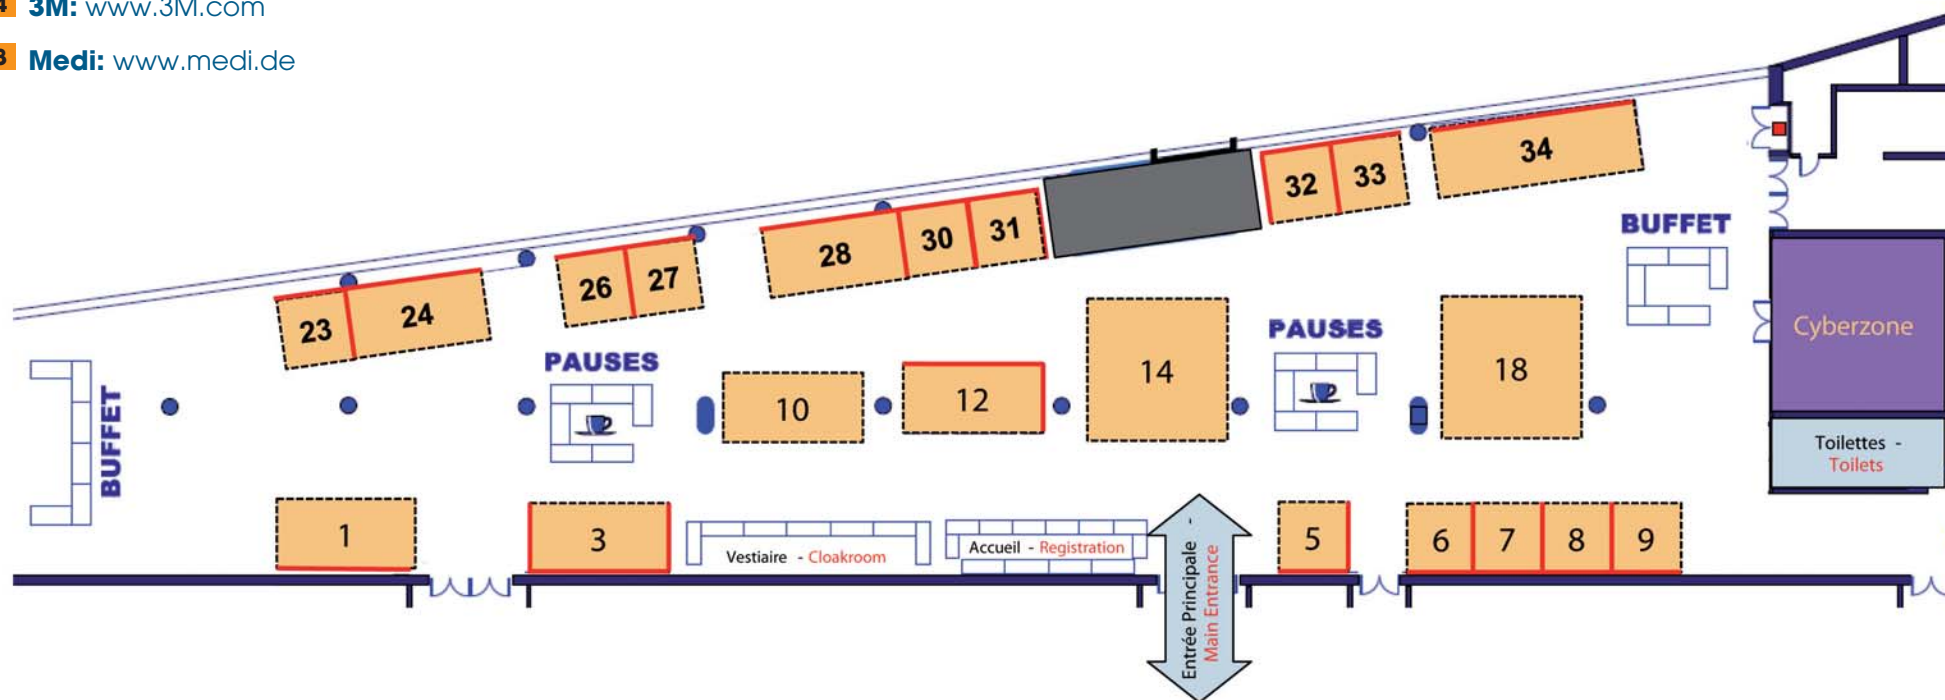 4 3M: www.3M.com
3 Medi: www.medi.de
34
33
32
31
30
28
27
26
24
23
BUFFET
Cyberzone
PAUSES
PAUSES
14
18
12
10
BUFFET
Toilettes -
Toilets
1
3
Vestiaire - Cloakroom
Accueil - Registration
Entrée Principale -
Main Entrance
5
6
7
8
9